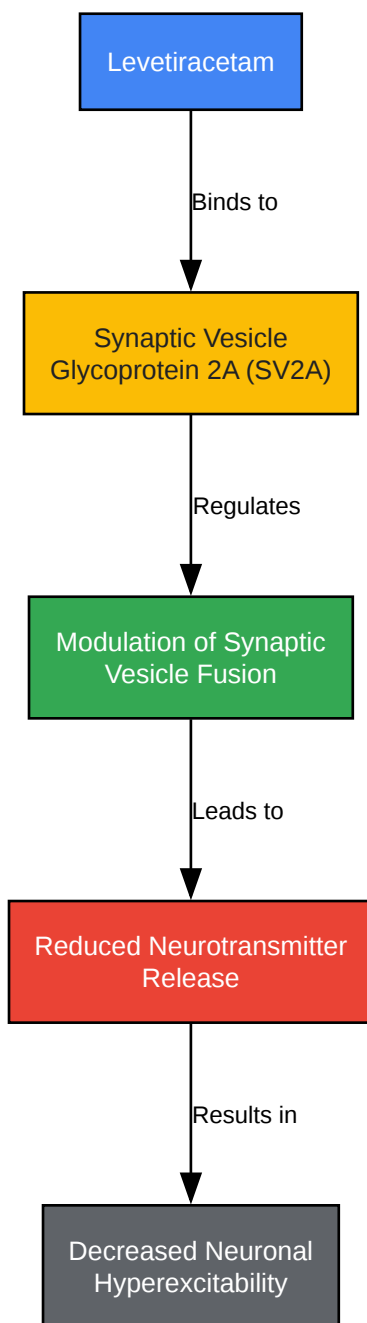 Levetiracetam
Binds to
Synaptic Vesicle
Glycoprotein 2A (SV2A)
Regulates
Modulation of Synaptic
Vesicle Fusion
Leads to
Reduced Neurotransmitter
Release
Results in
Decreased Neuronal
Hyperexcitability